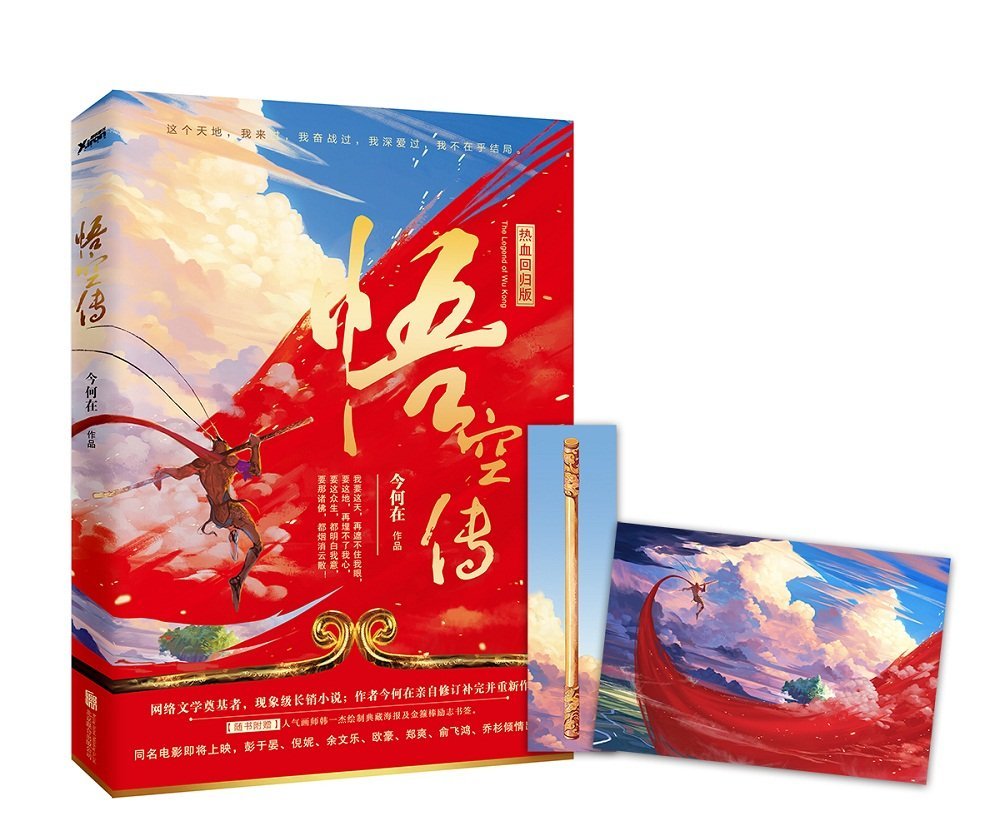 这个天地，我来过，我奋战过，我深爱过，我不在乎结局。
热血回归版
The Legend of Wu Kong
悟空传
今何在 作品
我要这天，再遮不住我眼，
要这地，再埋不了我心，
要这众生，都明白我意，
要那诸佛，都烟消云散！
网络文学奠基者，现象级长销小说；作者今何在亲自修订补完并重新作
【随书附赠】人气画师韩一杰绘制典藏海报及金箍棒励志书签。
同名电影即将上映，彭于晏、倪妮、余文乐、欧豪、郑爽、俞飞鸿、乔杉倾情
悟空传
今何在 作品